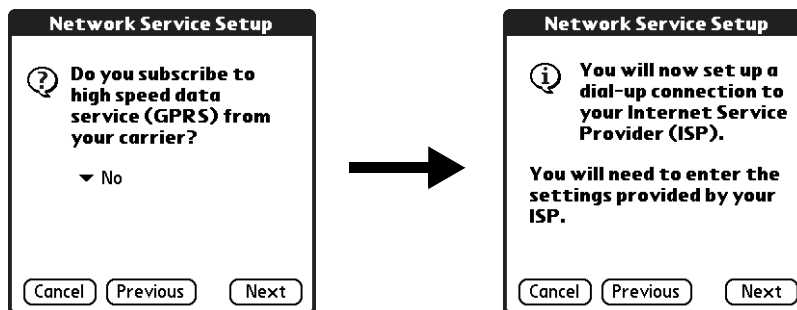 Network Service Setup
Do you subscribe to
high speed data
service (GPRS) from
your carrier?
No
Cancel Previous Next
Network Service Setup
You will now set up a
dial-up connection to
your Internet Service
Provider (ISP).
You will need to enter the
settings provided by your
ISP.
Cancel Previous Next